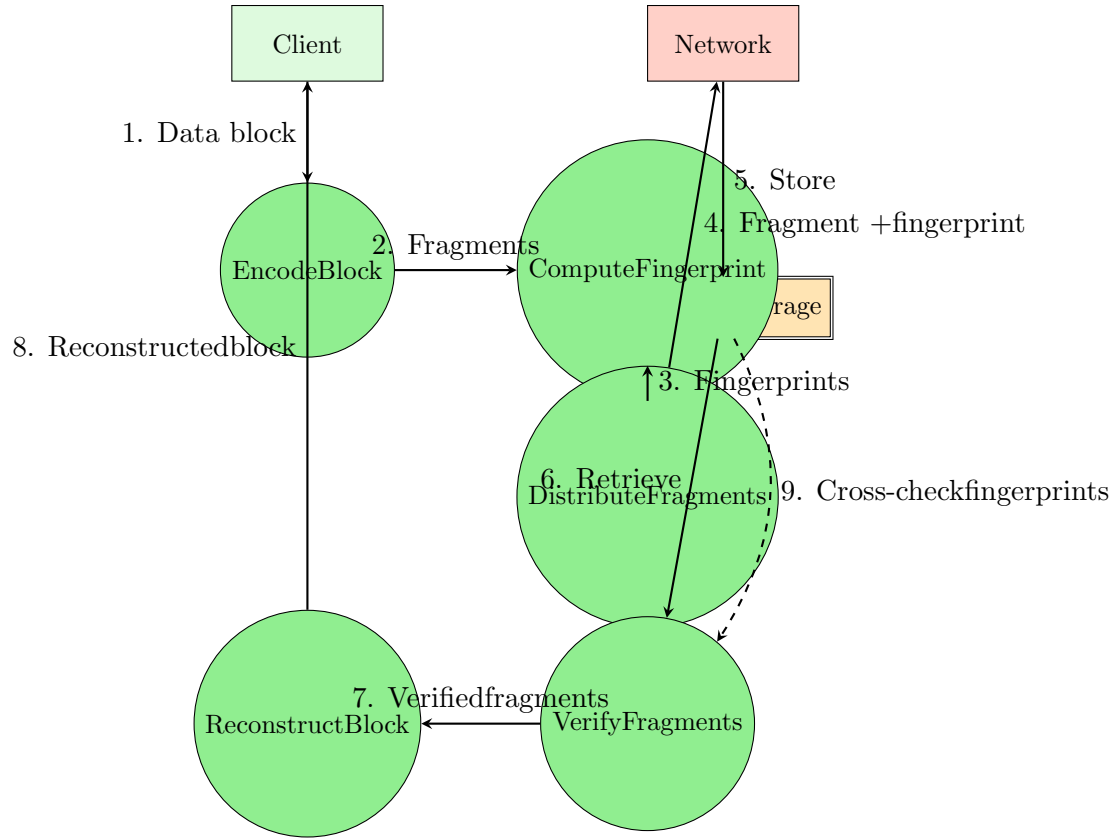 Client
Network
1. Data block
5. Store
4. Fragment +fingerprint
2. Fragments
EncodeBlock
ComputeFingerprint
rage
8. Reconstructedblock
3. Fingerprints
6. Retrieve
DistributeFragments
9. Cross-checkfingerprints
7. Verifiedfragments
ReconstructBlock
VerifyFragments